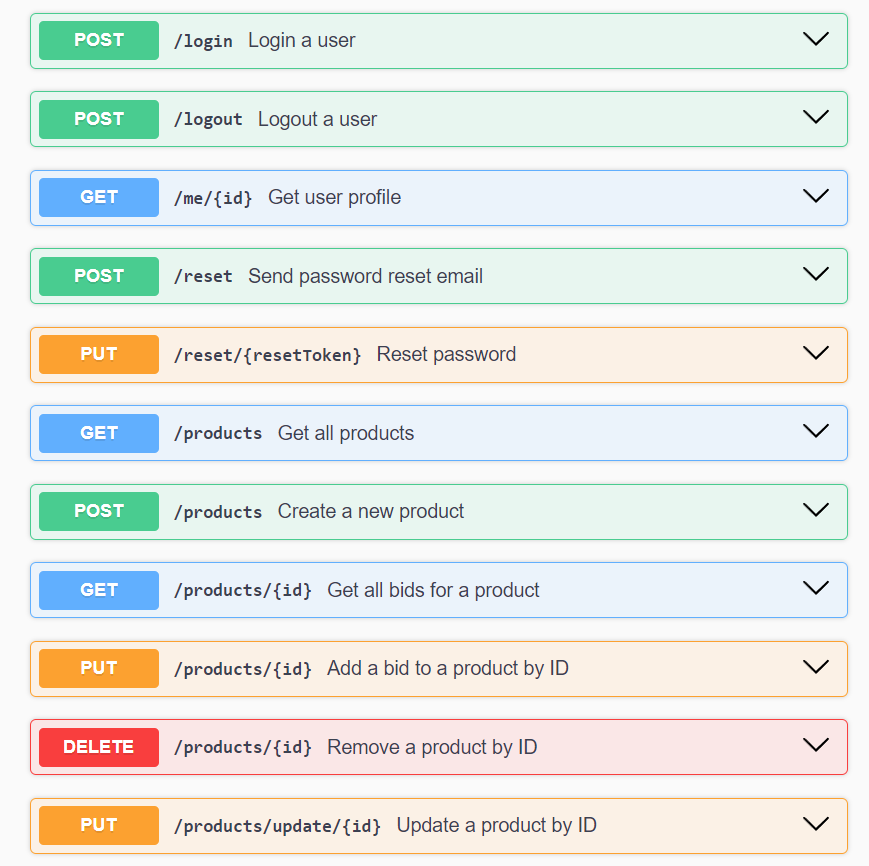 POST /login Login a user
POST /logout Logout a user
GET /me/{id} Get user profile
POST /reset Send password reset email
PUT /reset/{resetToken} Reset password
GET /products Get all products
POST /products Create a new product
GET /products/{id} Get all bids for a product
PUT /products/{id} Add a bid to a product by ID
DELETE /products/{id} Remove a product by ID
PUT /products/update/{id} Update a product by ID